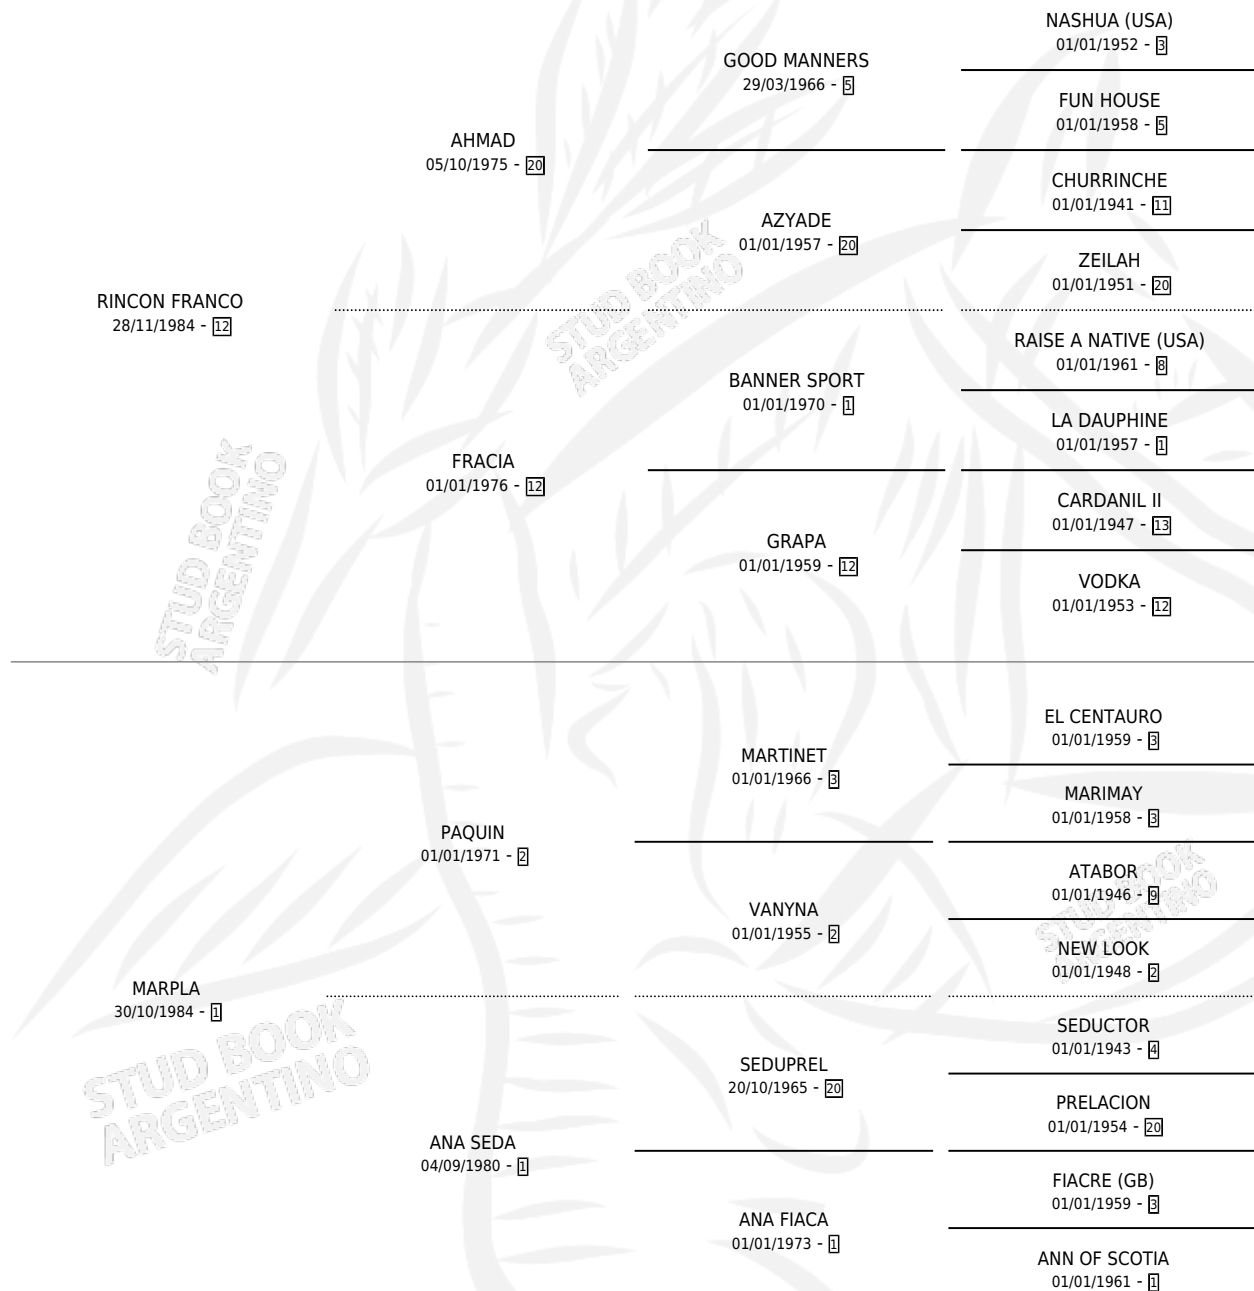 NASHUA (USA)
01/01/1952 - 3
GOOD MANNERS
29/03/1966 - 5
FUN HOUSE
01/01/1958 - 5
AHMAD
05/10/1975 - 20
CHURRINCHE
01/01/1941 - 11
AZYADE
01/01/1957 - 20
ZEILAH
01/01/1951 - 20
RINCON FRANCO
28/11/1984 - 12
RAISE A NATIVE (USA)
01/01/1961 - 8
BANNER SPORT
01/01/1970 - 1
LA DAUPHINE
01/01/1957 - 1
FRACIA
01/01/1976 - 12
CARDANIL II
01/01/1947 - 13
GRAPA
01/01/1959 - 12
VODKA
01/01/1953 - 12
STUD BOOK
ARGENTINO
STUD BOOK
ARGENTINO
EL CENTAURO
01/01/1959 - 3
MARTINET
01/01/1966 - 3
MARIMAY
01/01/1958 - 3
PAQUIN
01/01/1971 - 2
ATABOR
01/01/1946 - 9
VANYNA
01/01/1955 - 2
NEW LOOK
01/01/1948 - 2
MARPLA
30/10/1984 - 1
SEDUCTOR
01/01/1943 - 4
SEDUPREL
20/10/1965 - 20
PRELACION
01/01/1954 - 20
ANA SEDA
04/09/1980 - 1
FIACRE (GB)
01/01/1959 - 3
ANA FIACA
01/01/1973 - 1
ANN OF SCOTIA
01/01/1961 - 1
STUD BOOK
ARGENTINO
STUD BOOK
ARGENTINO